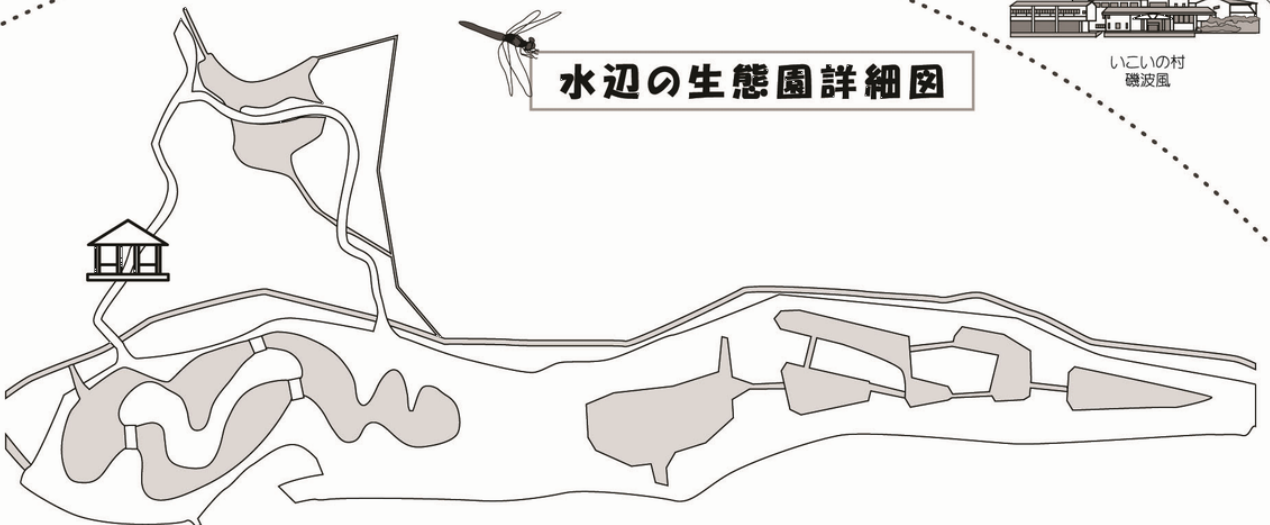 水辺の生態園詳細図
いこいの村
磯波風